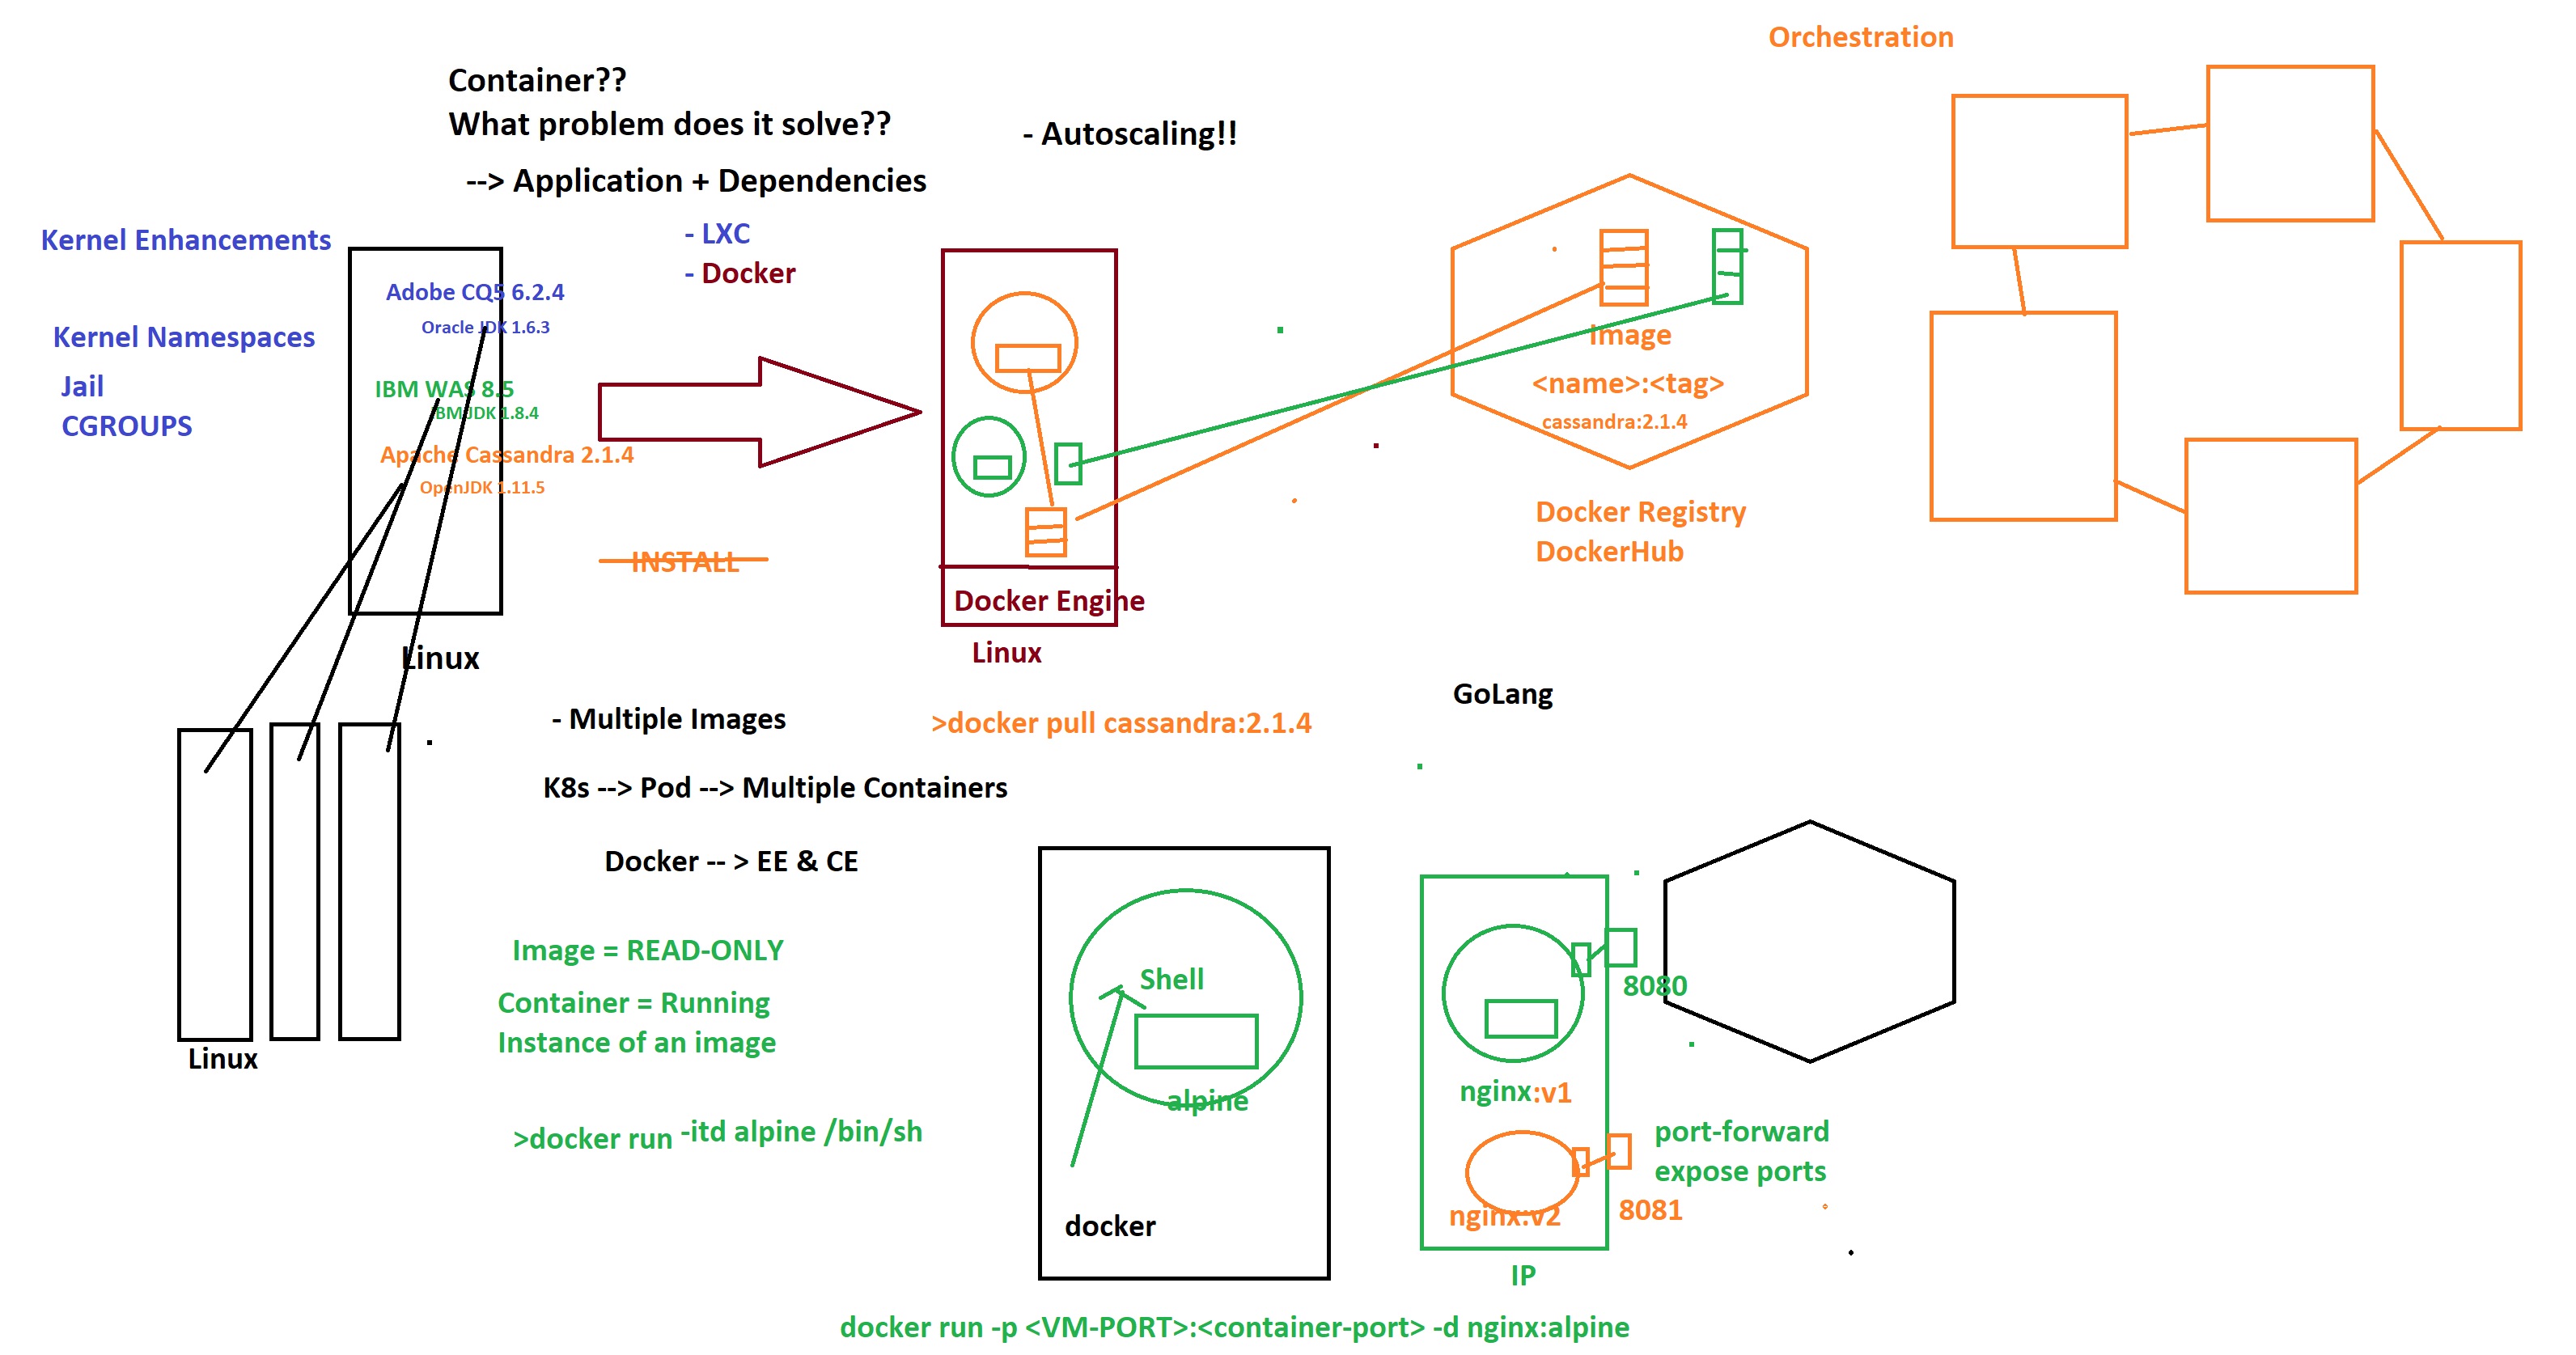 Orchestration
Container??
What problem does it solve??
--> Application + Dependencies
- Autoscaling!!
Kernel Enhancements
Kernel Namespaces
Jail
CGROUPS
- LXC
- Docker
Adobe CQ5 6.2.4
Oracle JDK 1.6.3
IBM WAS 8.5
IBM JDK 1.8.4
Apache Cassandra 2.1.4
OpenJDK 1.11.5
INSTALL
Linux
Docker Engine
Linux
Image
<name>:<tag>
cassandra:2.1.4
Docker Registry
DockerHub
GoLang
- Multiple Images
>docker pull cassandra:2.1.4
K8s --> Pod --> Multiple Containers
Docker -- > EE & CE
Linux
Image = READ-ONLY
Container = Running
Instance of an image
>docker run -itd alpine /bin/sh
Shell
alpine
docker
8080
nginx:v1
port-forward
expose ports
nginx:v2
8081
IP
docker run -p <VM-PORT>:<container-port> -d nginx:alpine